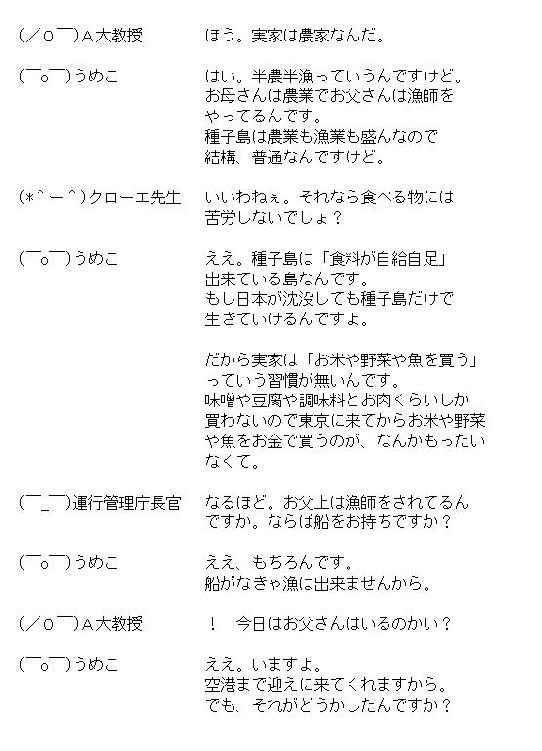 (／０￣)Ａ大教授　ほう。実家は農家なんだ。
(￣o￣)うめこ　はい。半農半漁っていうんですけど。
お母さんは農業でお父さんは漁師を
やってるんです。
種子島は農業も漁業も盛んなので
結構、普通なんですけど。
(*＾ー＾)クローエ先生　いいわねぇ。それなら食べる物には
苦労しないでしょ？
(￣o￣)うめこ　ええ。種子島は「食料が自給自足」
出来ている島なんです。
もし日本が沈没しても種子島だけで
生きていけるんですよ。
だから実家は「お米や野菜や魚を買う」
っていう習慣が無いんです。
味噌や豆腐や調味料とお肉くらいしか
買わないので東京に来てからお米や野菜
や魚をお金で買うのが、なんかもったい
なくて。
(￣_￣)運行管理庁長官　なるほど。お父上は漁師をされてるん
ですか。ならば船をお持ちですか？
(￣o￣)うめこ　ええ、もちろんです。
船がなきゃ漁に出来ませんから。
(／０￣)Ａ大教授　！　今日はお父さんはいるのかい？
(￣o￣)うめこ　ええ。いますよ。
空港まで迎えに来てくれますから。
でも、それがどうかしたんですか？